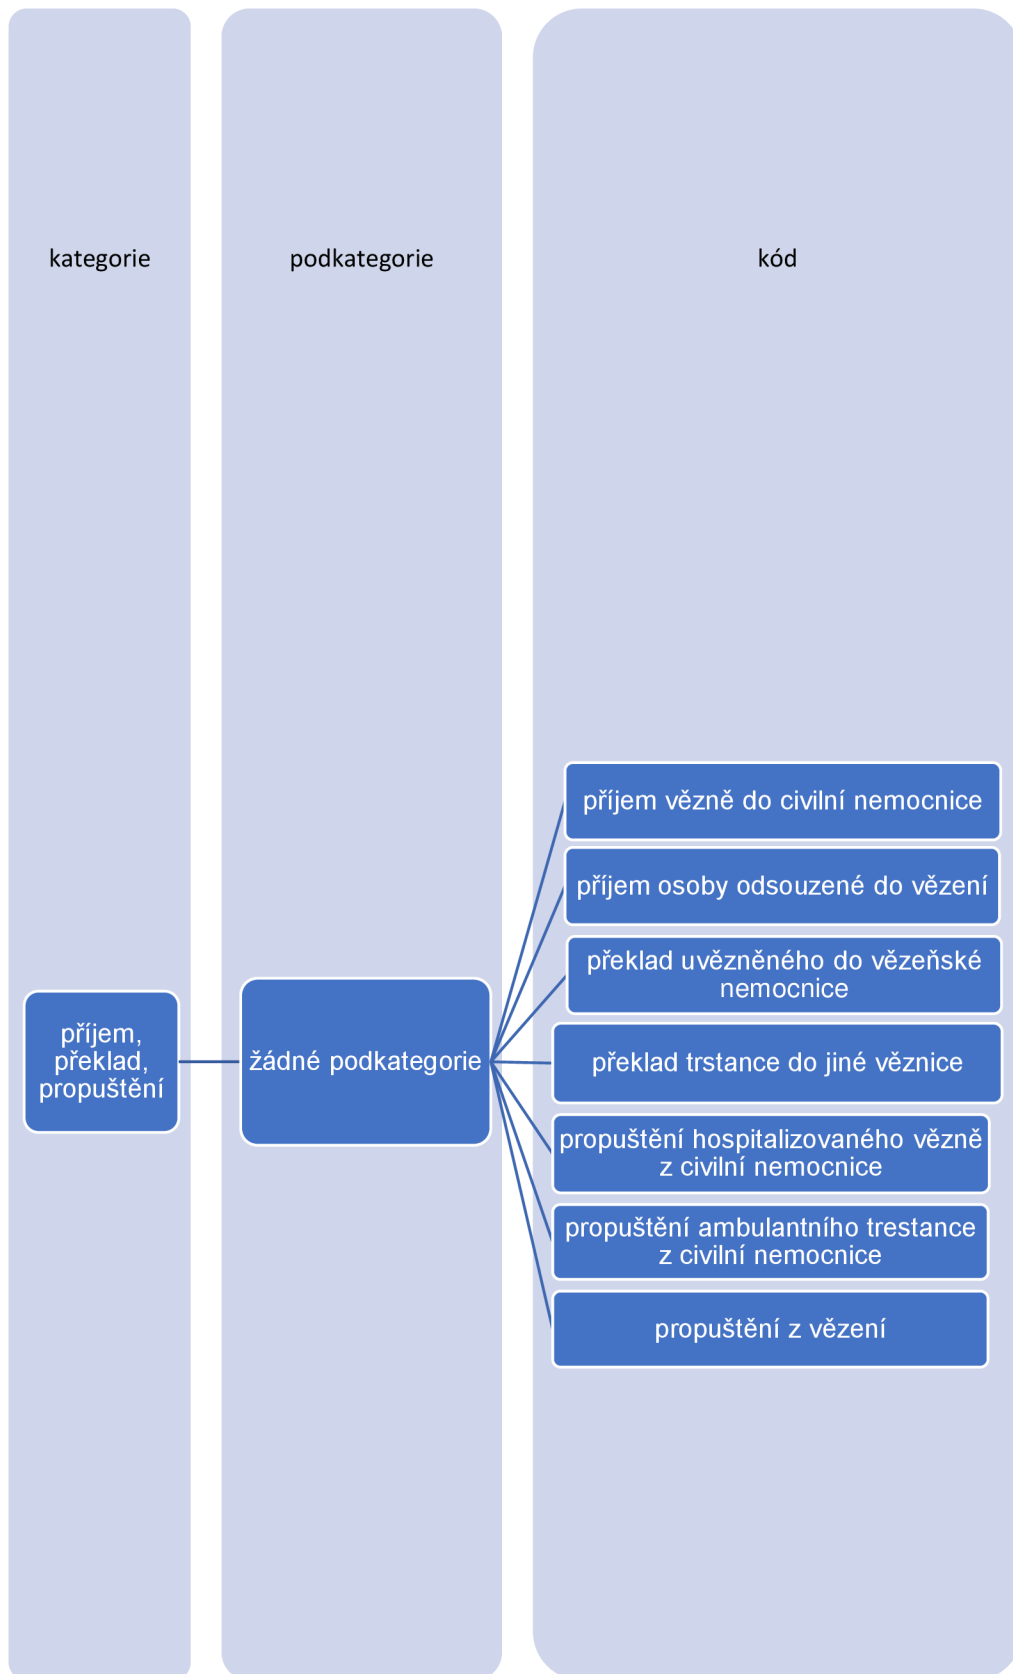 kategorie
podkategorie
kód
příjem,
překlad,
propuštění
žádné podkategorie
příjem vězně do civilní nemocnice
příjem osoby odsouzené do vězení
překlad uvězněného do vězeňské
nemocnice
překlad trstance do jiné věznice
propuštění hospitalizovaného vězně
z civilní nemocnice
propuštění ambulantního trestance
z civilní nemocnice
propuštění z vězení